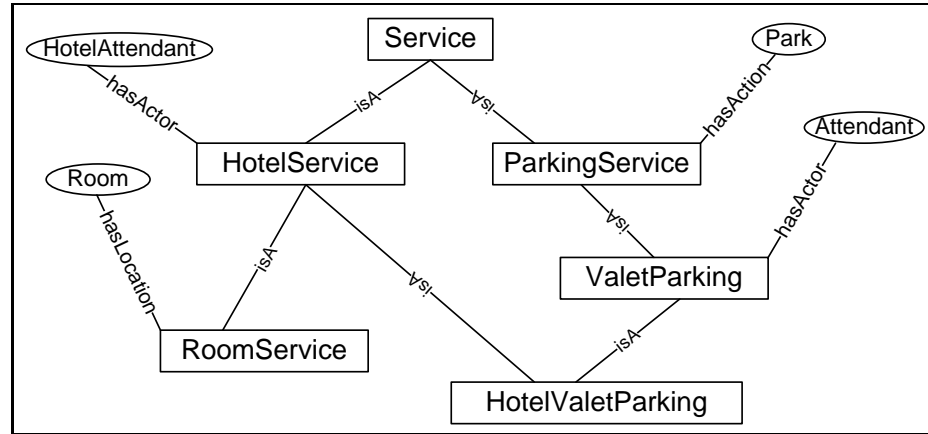 Service
HotelAttendant
Park
hasActor
isA
isA
hasAction
Attendant
HotelService
ParkingService
Room
hasActor
hasLocation
isA
isA
isA
ValetParking
RoomService
isA
HotelValetParking